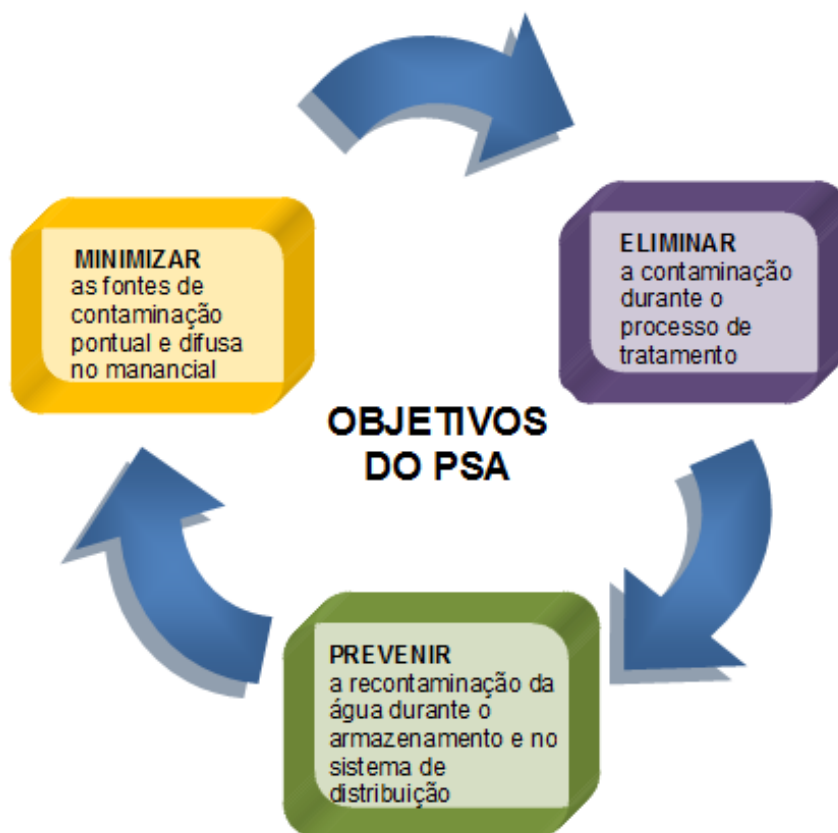 MINIMIZAR
as fontes de
contaminação
pontual e difusa
no manancial
ELIMINAR
a contaminação
durante o
processo de
tratamento
OBJETIVOS
DO PSA
PREVENIR
a recontaminação da
água durante o
armazenamento e no
sistema de
distribuição